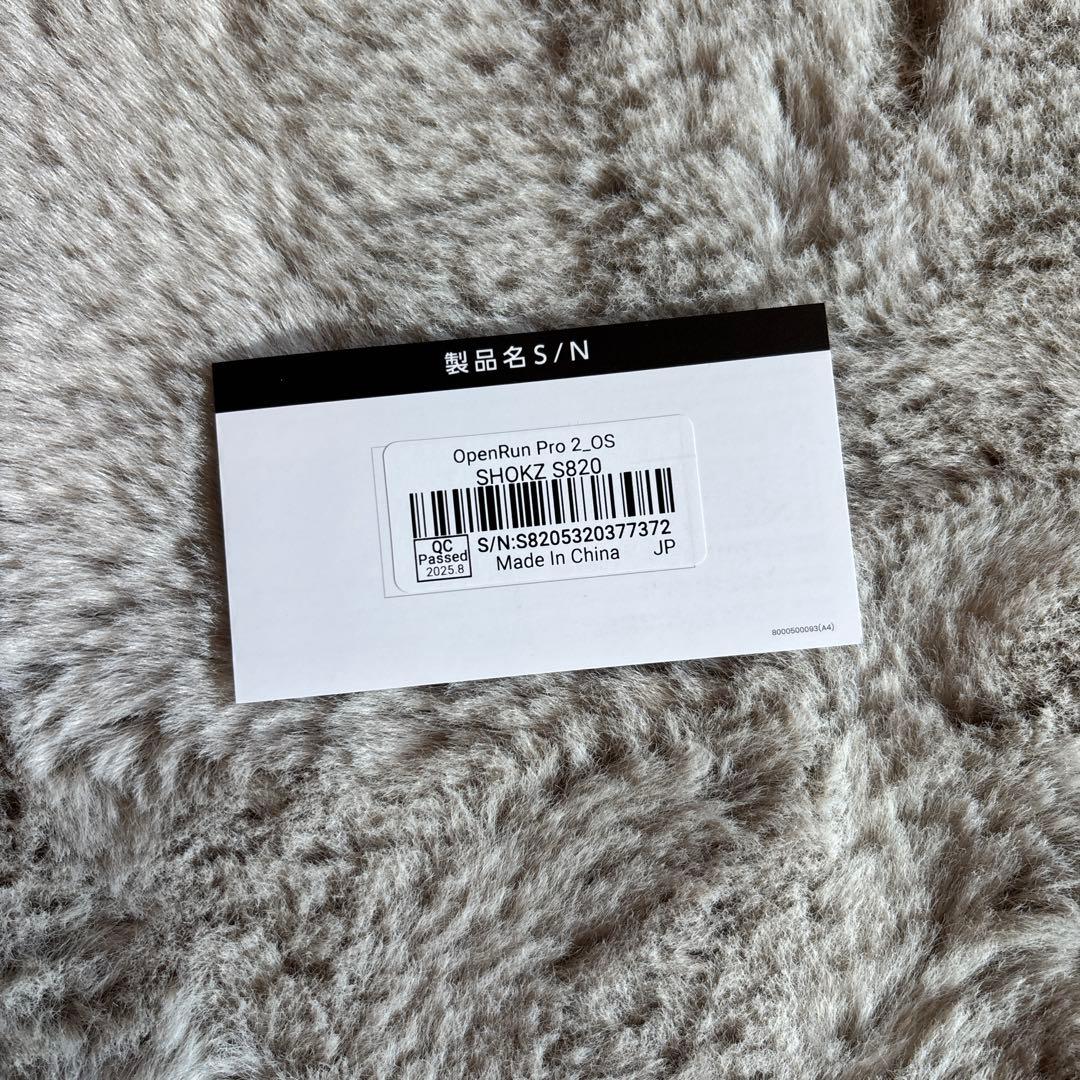 製品名S/N
OpenRun Pro 2_OS
SHOKZ S820
S/N:S8205320377372
QC
Passed
2025.8
Made In China JP
8000500093(A4)